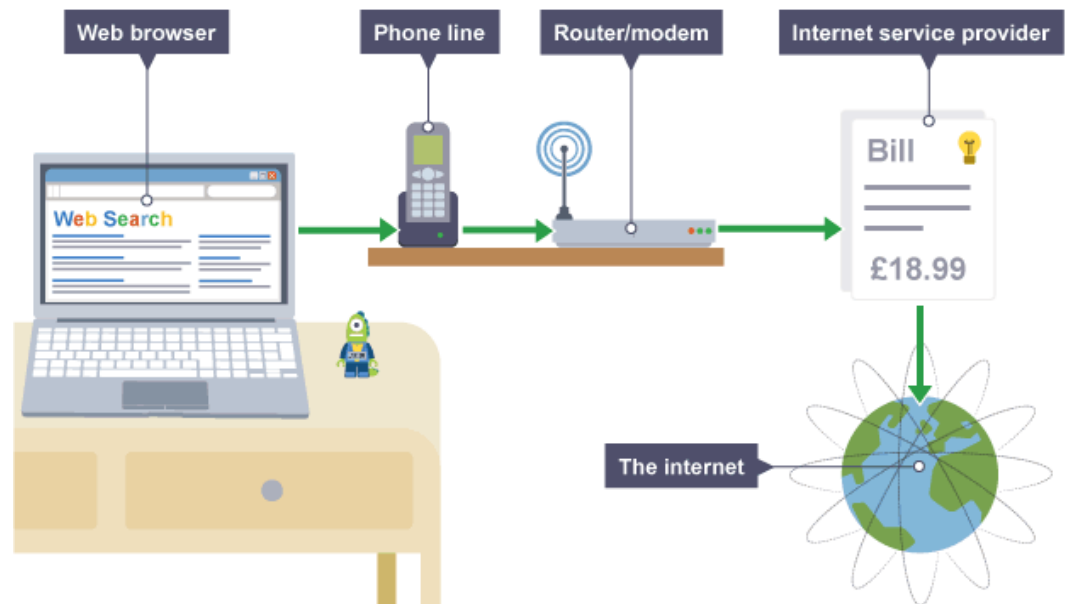 Web browser
Phone line
Router/modem
Internet service provider
Web Search
Bill
£18.99
The internet